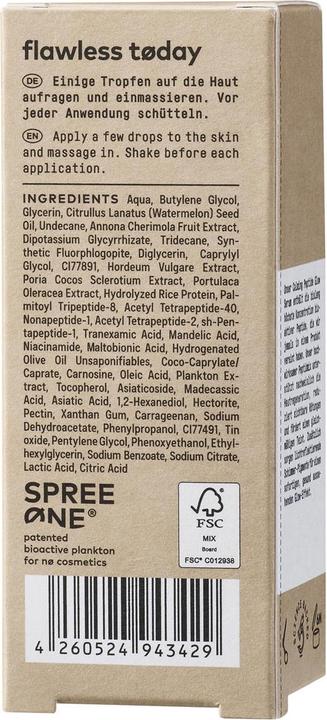 flawless tøday
DE Einige Tropfen auf die Haut
aufragen und einmassieren. Vor
jeder Anwendung schütteln.
EN Apply a few drops to the skin
and massage in. Shake before each
application.
INGREDIENTS Aqua, Butylene Glycol,
Glycerin, Citrullus Lanatus (Watermelon) Seed
Oil, Undecane, Annona Cherimola Fruit Extract,
Dipotassium Glycyrrhizate, Tridecane, Syn-
thetic Fluorphlogopite, Diglycerin, Caprylyl
Glycol, CI77891, Hordeum Vulgare Extract,
Poria Cocos Sclerotium Extract, Portulaca
Oleracea Extract, Hydrolyzed Rice Protein, Pal-
mitoyl Tripeptide-8, Acetyl Tetrapeptide-40,
Nonapeptide-1, Acetyl Tetrapeptide-2, sh-Pen-
tapeptide-1, Tranexamic Acid, Mandelic Acid,
Niacinamide, Maltobionic Acid, Hydrogenated
Olive Oil Unsaponifiables, Coco-Caprylate/
Caprate, Carnosine, Oleic Acid, Plankton Ex-
tract, Tocopherol, Asiaticoside, Madecassic
Acid, Asiatic Acid, 1,2-Hexanediol, Hectorite,
Pectin, Xanthan Gum, Carrageenan, Sodium
Dehydroacetate, Phenylpropanol, CI77491, Tin
oxide, Pentylene Glycol, Phenoxyethanol, Ethyl-
hexylglycerin, Sodium Benzoate, Sodium Citrate,
Lactic Acid, Citric Acid
SPREE
ØNE®
patented
bioactive plankton
for nø cosmetics
FSC
MIX
Board
FSC® C012938
4 260524 943429